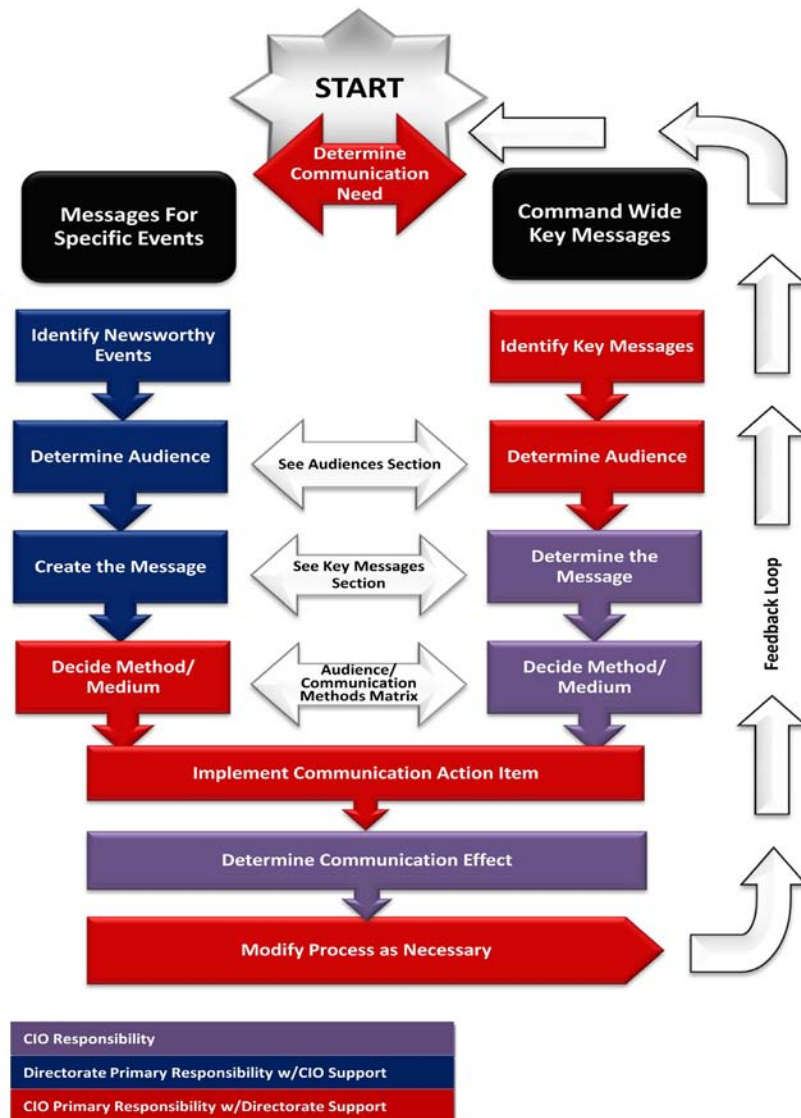 START
Determine
Communication
Need
Messages For
Specific Events
Command Wide
Key Messages
Identify Newsworthy
Events
Identify Key Messages
Determine Audience
See Audiences Section
Determine Audience
Create the Message
See Key Messages
Section
Determine the
Message
Decide Method/
Medium
Audience/
Communication
Methods Matrix
Decide Method/
Medium
Feedback Loop
Implement Communication Action Item
Determine Communication Effect
Modify Process as Necessary
CIO Responsibility
Directorate Primary Responsibility w/CIO Support
CIO Primary Responsibility w/Directorate Support